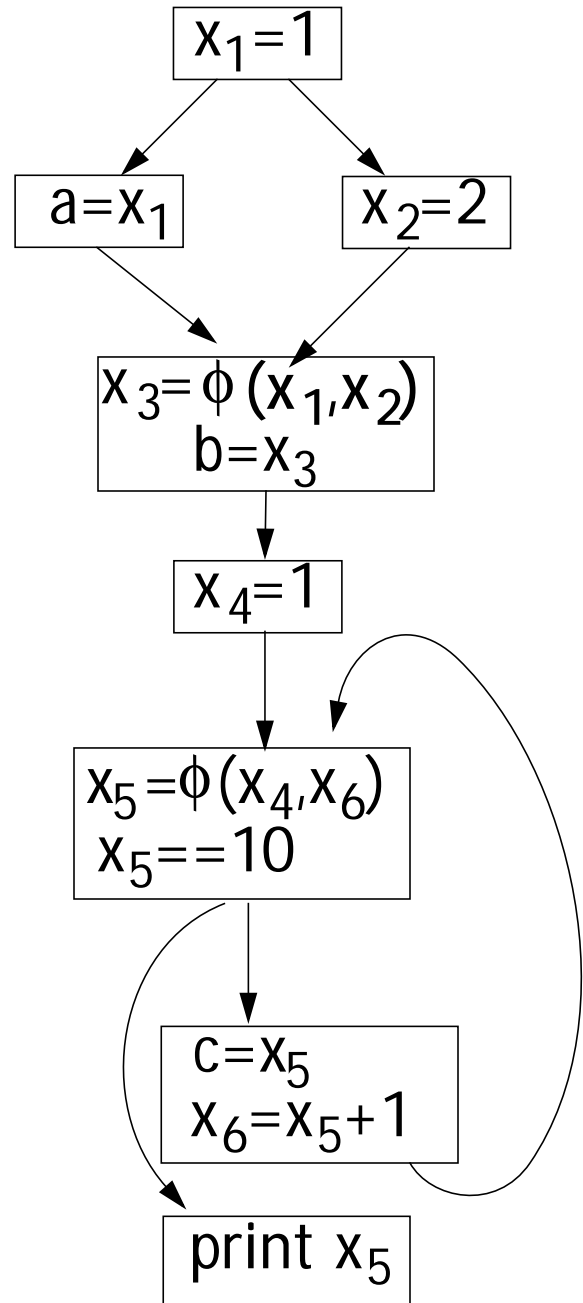 x₁=1
a=x₁
x₂=2
x₃=ϕ(x₁,x₂)
b=x₃
x₄=1
x₅=ϕ(x₄,x₆)
x₅==10
c=x₅
x₆=x₅+1
print x₅